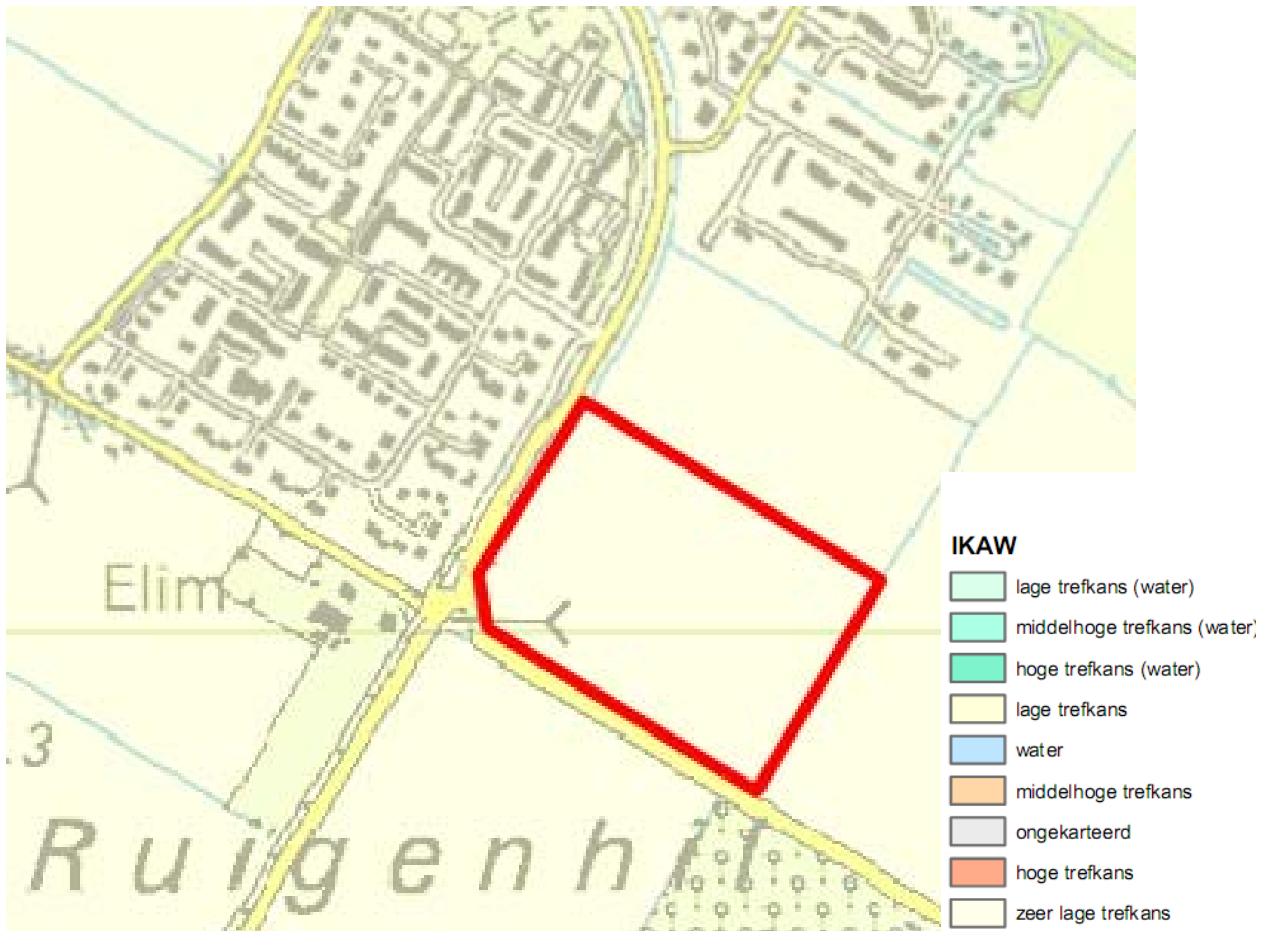 Elim
.3
Ruigenhil
IKAW
lage trefkans (water)
middelhoge trefkans (water)
hoge trefkans (water)
lage trefkans
water
middelhoge trefkans
ongekarteerd
hoge trefkans
zeer lage trefkans